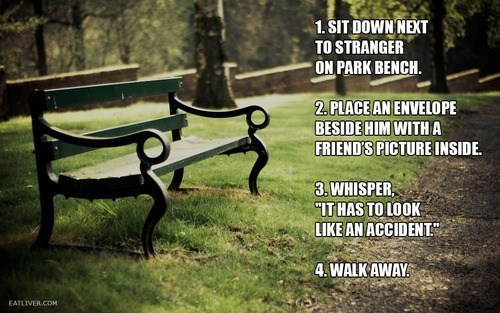 1. SIT DOWN NEXT
TO STRANGER
ON PARK BENCH.
2. PLACE AN ENVELOPE
BESIDE HIM WITH A
FRIEND'S PICTURE INSIDE.
3. WHISPER,
"IT HAS TO LOOK
LIKE AN ACCIDENT."
4. WALK AWAY.
EATLIVER.COM